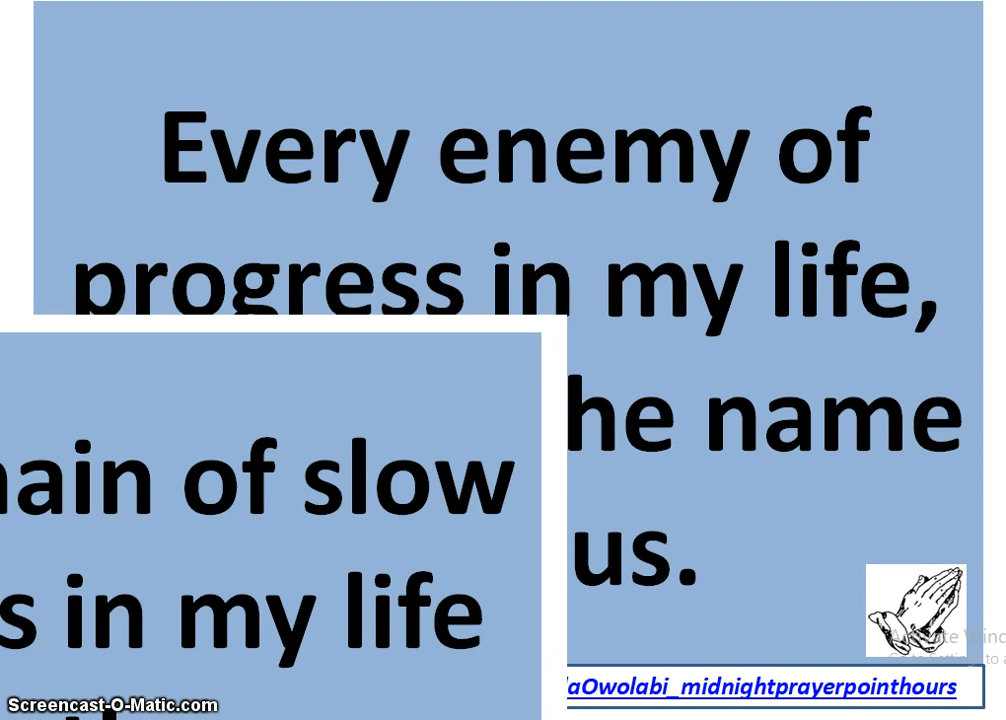 Every enemy of
progress in my life,
he name
us.
ain of slow
s in my life
aOwolabi_midnightprayerpointhours
Screencast-O-Matic.com